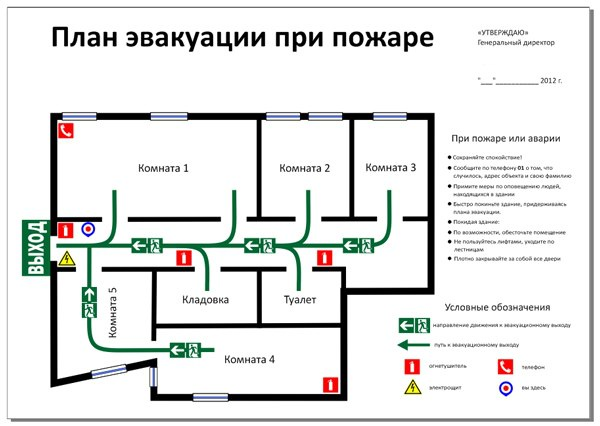 План эвакуации при пожаре
«УТВЕРЖДАЮ»
Генеральный директор
"___"___________ 2012 г.
Комната 1
Комната 2
Комната 3
ВЫХОД
Комната 5
Кладовка
Туалет
Комната 4
При пожаре или аварии
Сохраняйте спокойствие!
Сообщите по телефону 01 о том, что
случилось, адрес объекта и свою фамилию
Примите меры по оповещению людей,
находящихся в здании
Быстро покиньте здание, придерживаясь
плана эвакуации.
Покидая здание:
По возможности, обесточьте помещение
Не пользуйтесь лифтами, уходите по
лестницам
Плотно закрывайте за собой все двери
Условные обозначения
направление движения к эвакуационному выходу
путь к эвакуационному выходу
огнетушитель
телефон
электрощит
вы здесь